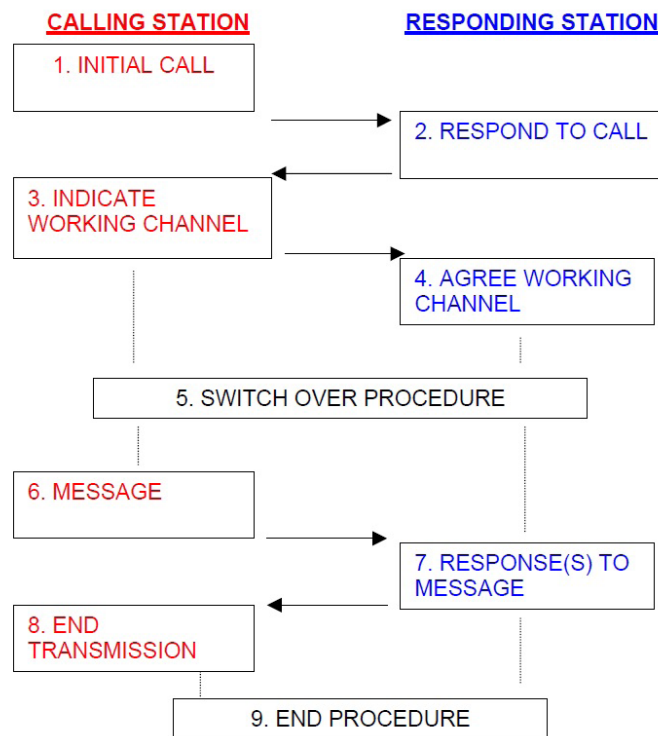 CALLING STATION
RESPONDING STATION
1. INITIAL CALL
2. RESPOND TO CALL
3. INDICATE
WORKING CHANNEL
4. AGREE WORKING
CHANNEL
5. SWITCH OVER PROCEDURE
6. MESSAGE
7. RESPONSE(S) TO
MESSAGE
8. END
TRANSMISSION
9. END PROCEDURE